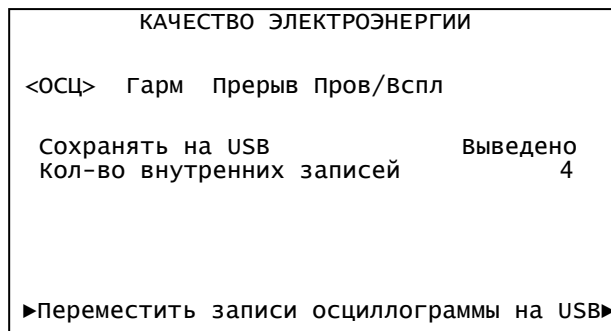 КАЧЕСТВО ЭЛЕКТРОЭНЕРГИИ
<ОСЦ> Гарм Прерыв Пров/Вспл
Сохранять на USB Выведено
Кол-во внутренних записей 4
►Переместить записи осциллограммы на USB►